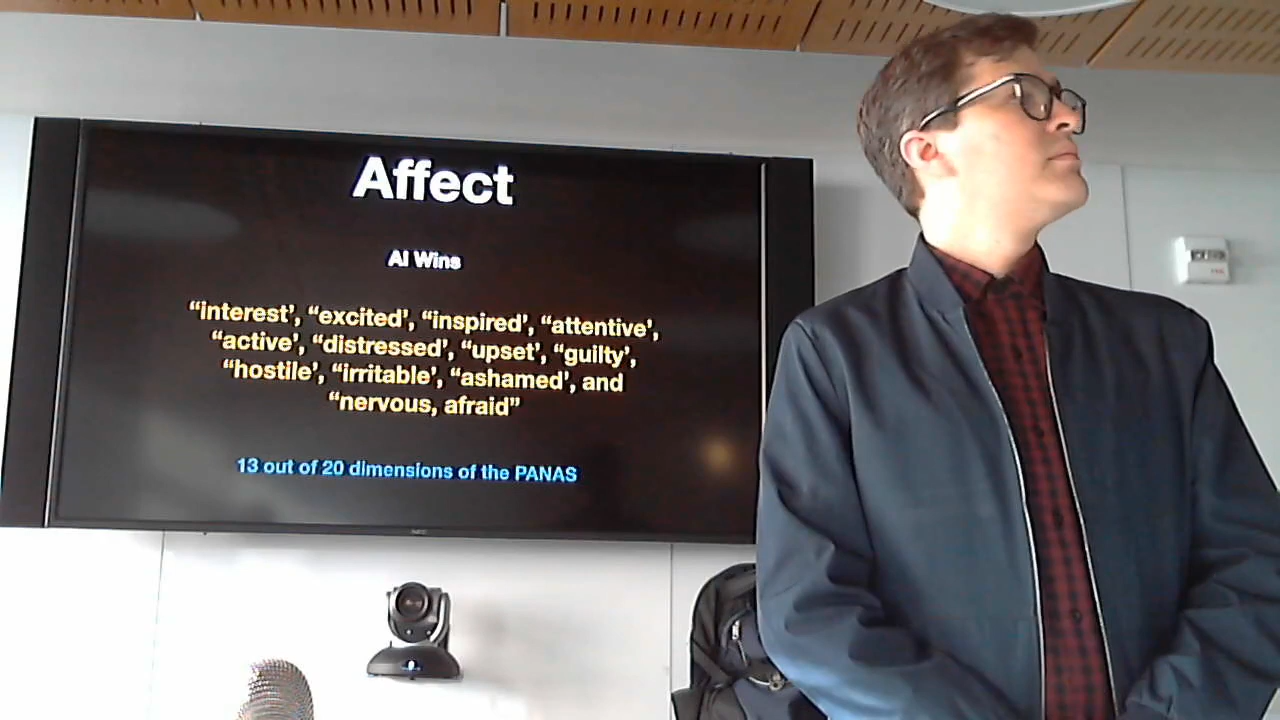 Affect
AI Wins
“interest’, “excited’, “inspired’, “attentive’,
“active’, “distressed’, “upset’, “guilty’,
“hostile’, “irritable’, “ashamed’, and
“nervous, afraid”
13 out of 20 dimensions of the PANAS
NEC